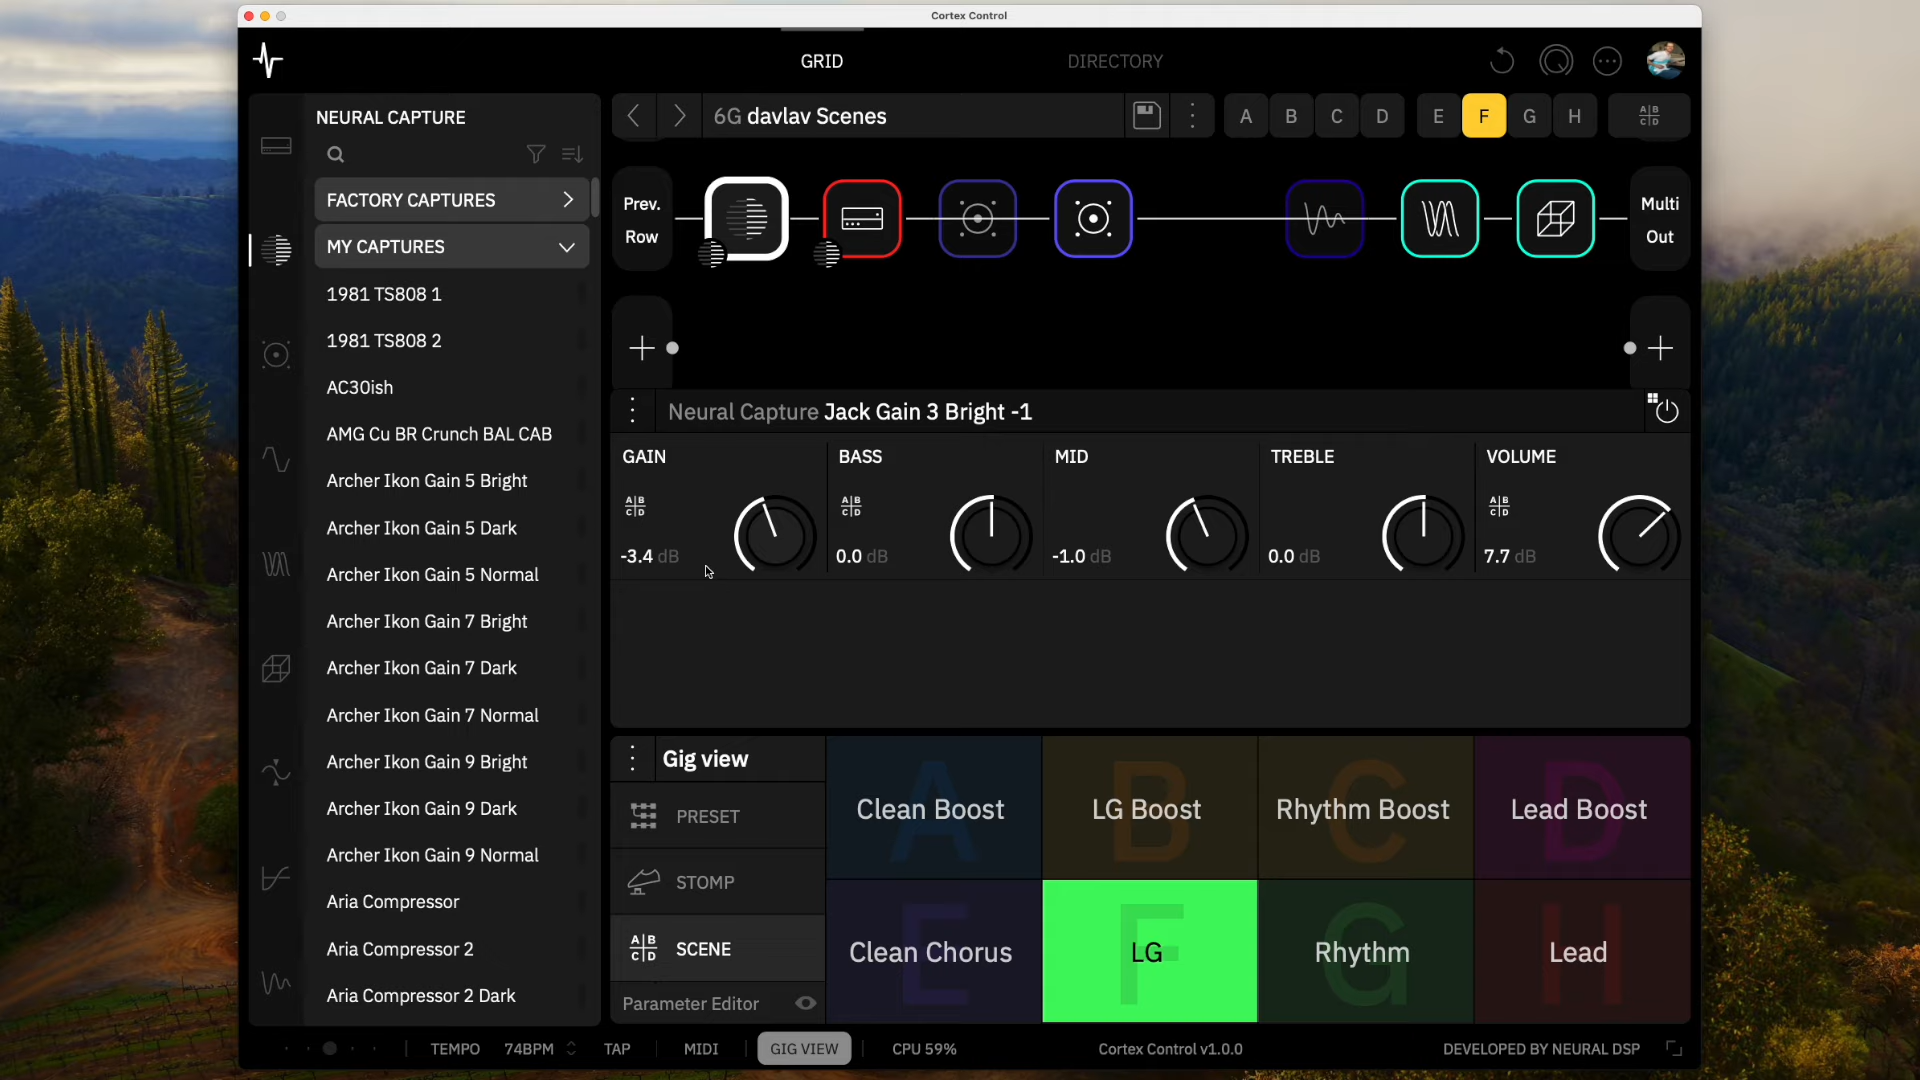 Cortex Control
GRID
DIRECTORY
NEURAL CAPTURE
FACTORY CAPTURES
MY CAPTURES
1981 TS808 1
1981 TS808 2
AC30ish
AMG Cu BR Crunch BAL CAB
Archer Ikon Gain 5 Bright
Archer Ikon Gain 5 Dark
Archer Ikon Gain 5 Normal
Archer Ikon Gain 7 Bright
Archer Ikon Gain 7 Dark
Archer Ikon Gain 7 Normal
Archer Ikon Gain 9 Bright
Archer Ikon Gain 9 Dark
Archer Ikon Gain 9 Normal
Aria Compressor
Aria Compressor 2
Aria Compressor 2 Dark
6G davlav Scenes
A B C D E F G H
A B C D
Prev. Row
Multi Out
Neural Capture Jack Gain 3 Bright -1
GAIN BASS MID TREBLE VOLUME
A B C D A B C D A B C D
-3.4 dB 0.0 dB -1.0 dB 0.0 dB 7.7 dB
Gig view
PRESET
STOMP
A B C D SCENE
Parameter Editor
A Clean Boost
B LG Boost
C Rhythm Boost
D Lead Boost
E Clean Chorus
F LG
G Rhythm
H Lead
TEMPO 74BPM TAP MIDI GIG VIEW CPU 59% Cortex Control v1.0.0 DEVELOPED BY NEURAL DSP